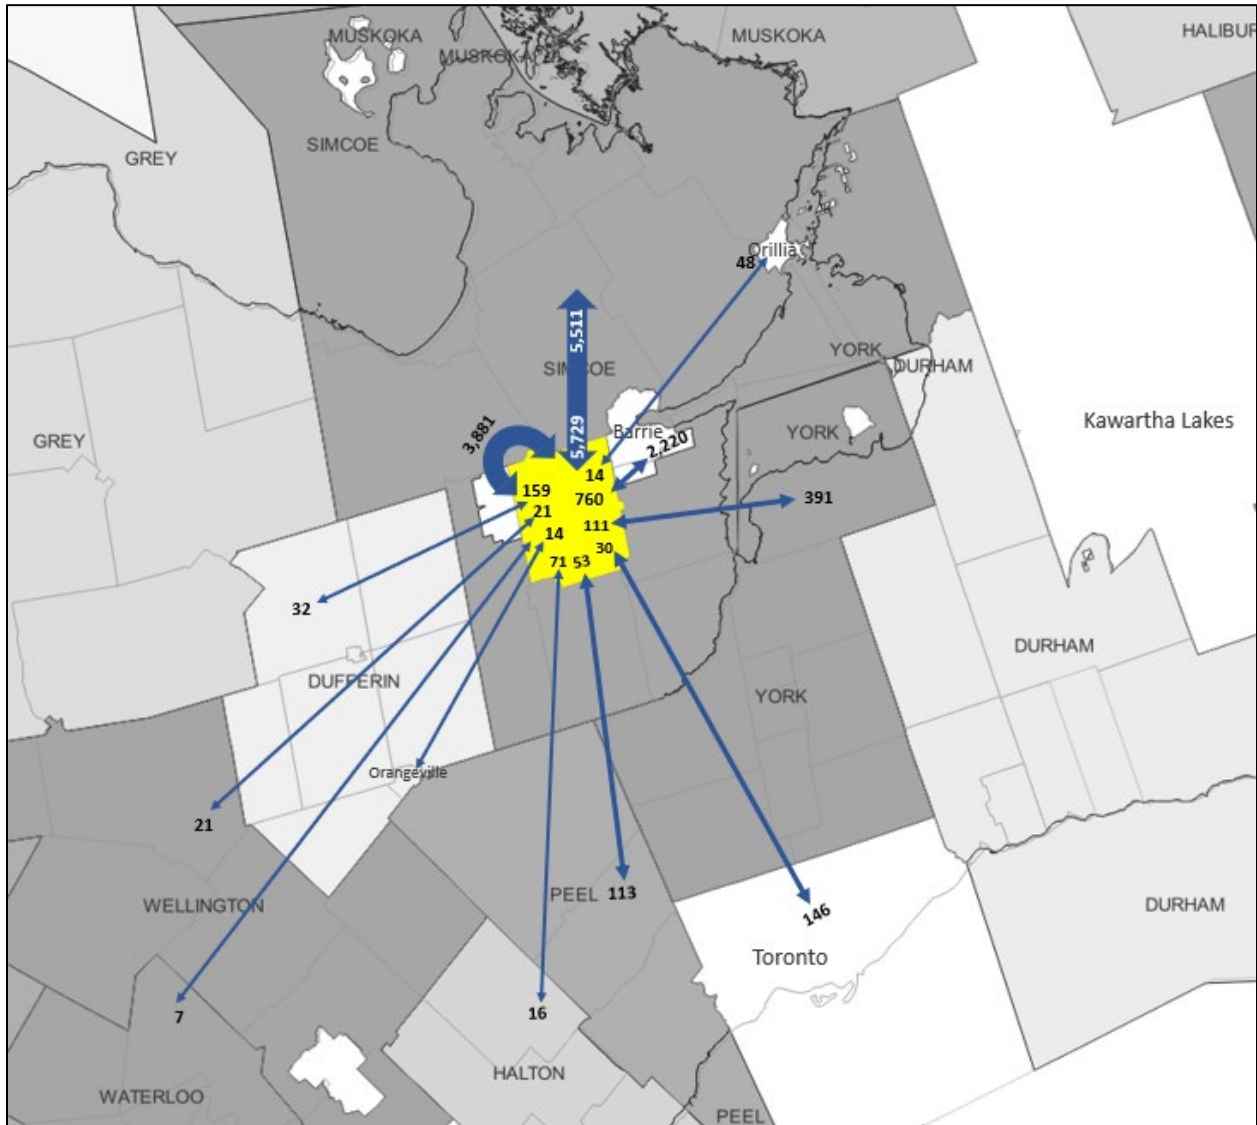 MUSKOKA
MUSKOKA
MUSKOKA
HALIBUR
GREY
SIMCOE
Orillia
48
5,511
YORK
DURHAM
SIMCOE
5,729
3,881
GREY
Barrie
2,220
YORK
Kawartha Lakes
14
159
760
391
21
111
14
30
71
53
32
DURHAM
DUFFERIN
YORK
Orangeville
21
PEEL
113
WELLINGTON
146
DURHAM
Toronto
7
16
HALTON
WATERLOO
PEEL